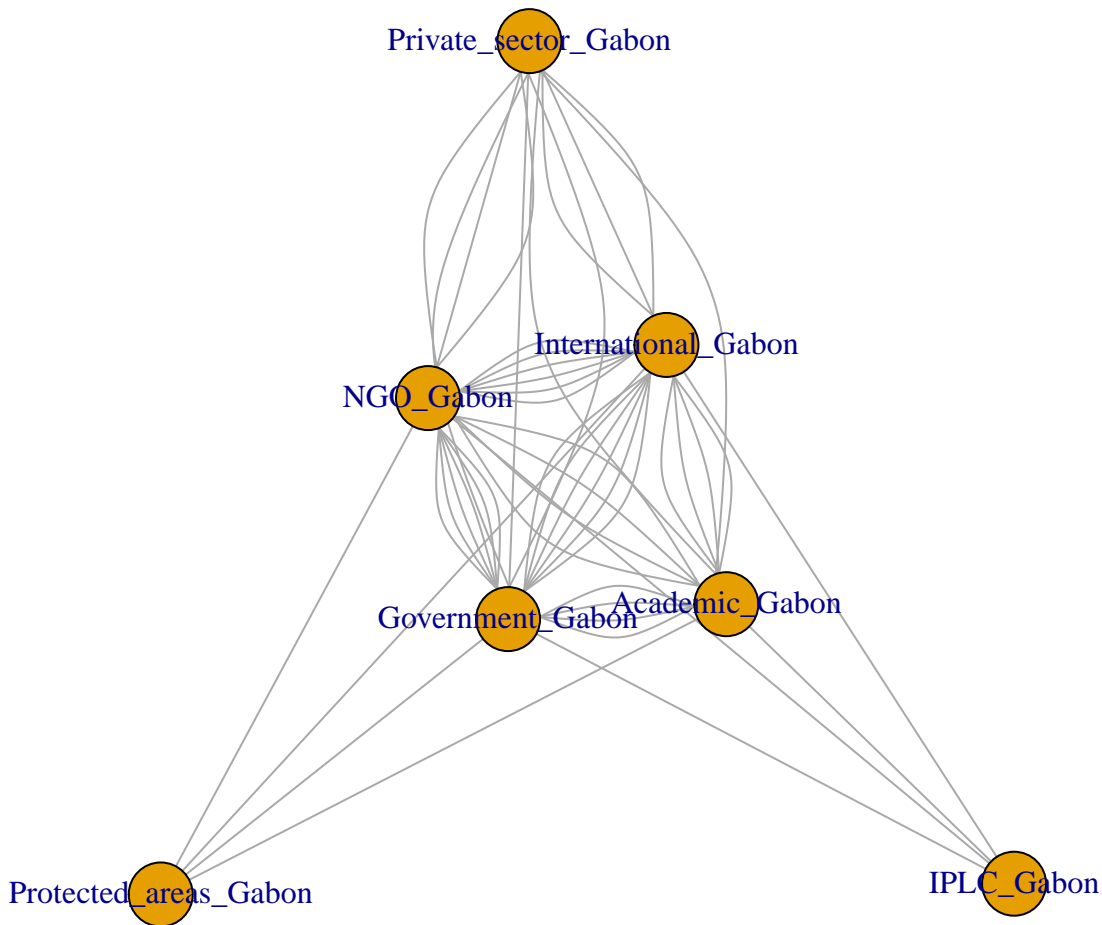 Private_sector_Gabon
International_Gabon
NGO_Gabon
Academic_Gabon
Government_Gabon
IPLC_Gabon
Protected_areas_Gabon